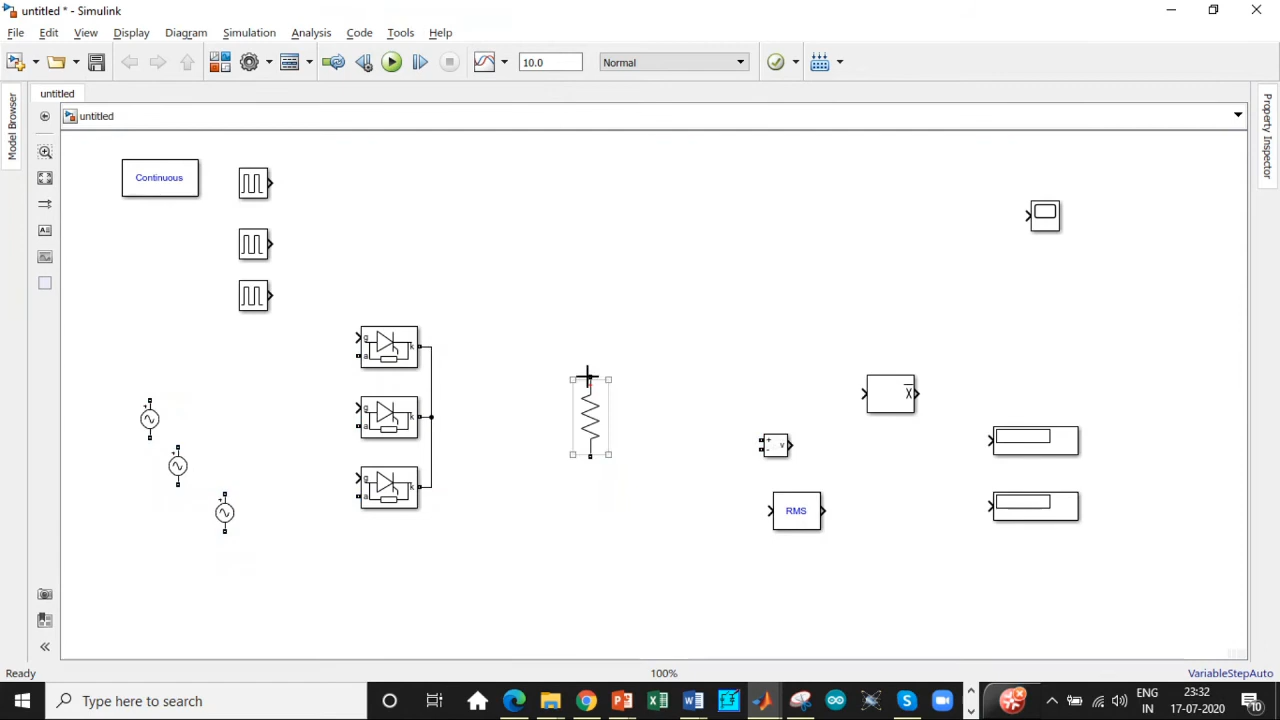 untitled * - Simulink
File Edit View Display Diagram Simulation Analysis Code Tools Help
10.0 Normal
untitled
untitled
Model Browser
Property Inspector
Continuous
g
a
k
g
a
k
g
a
k
X
+
-
v
RMS
Ready 100% VariableStepAuto
Type here to search
ENG
IN
23:32
17-07-2020
10